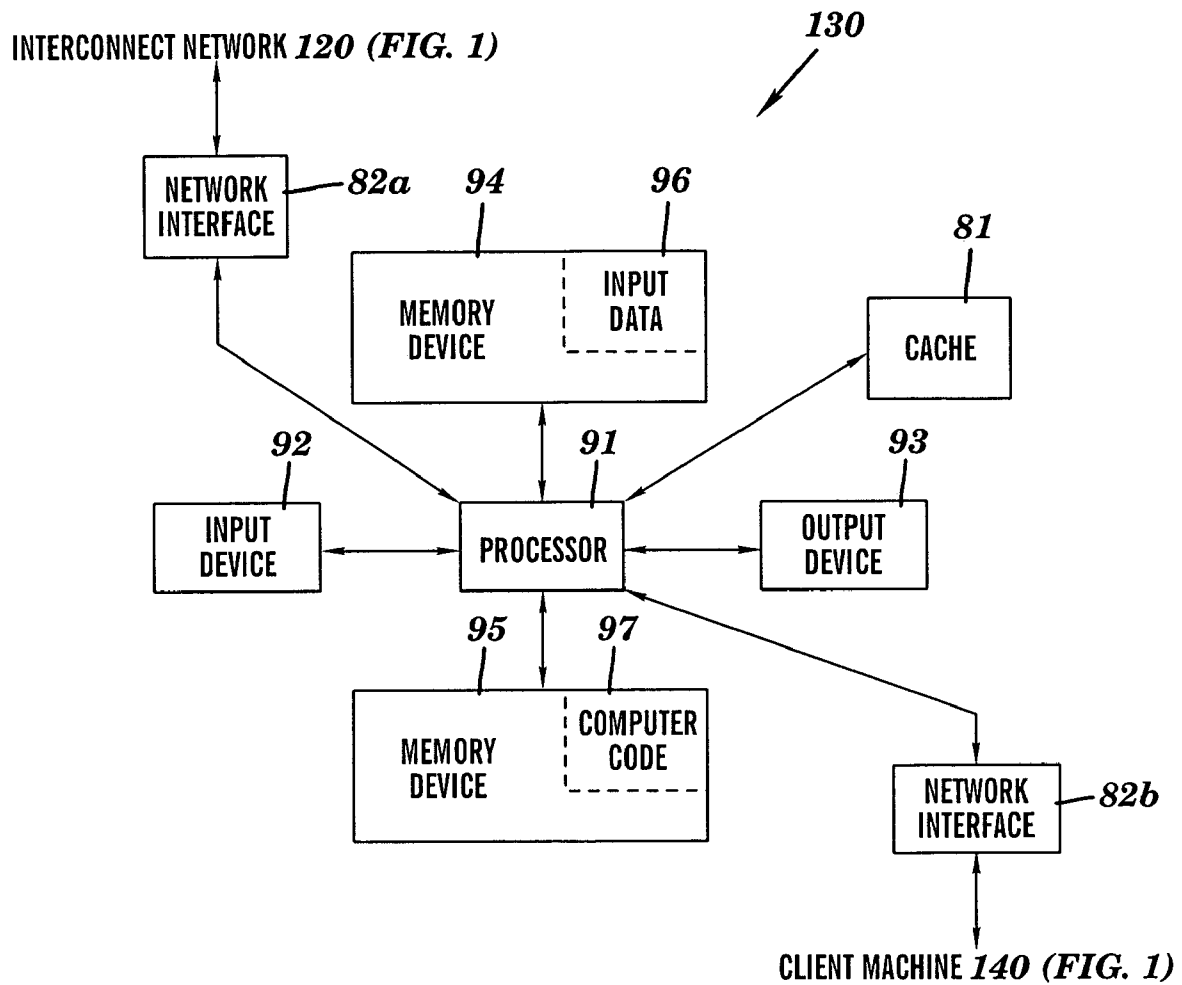 130
INTERCONNECT NETWORK 120 (FIG. 1)
NETWORK
INTERFACE
82a
94
96
81
MEMORY
DEVICE
INPUT
DATA
CACHE
92
91
93
INPUT
DEVICE
PROCESSOR
OUTPUT
DEVICE
95
97
MEMORY
DEVICE
COMPUTER
CODE
NETWORK
INTERFACE
82b
CLIENT MACHINE 140 (FIG. 1)